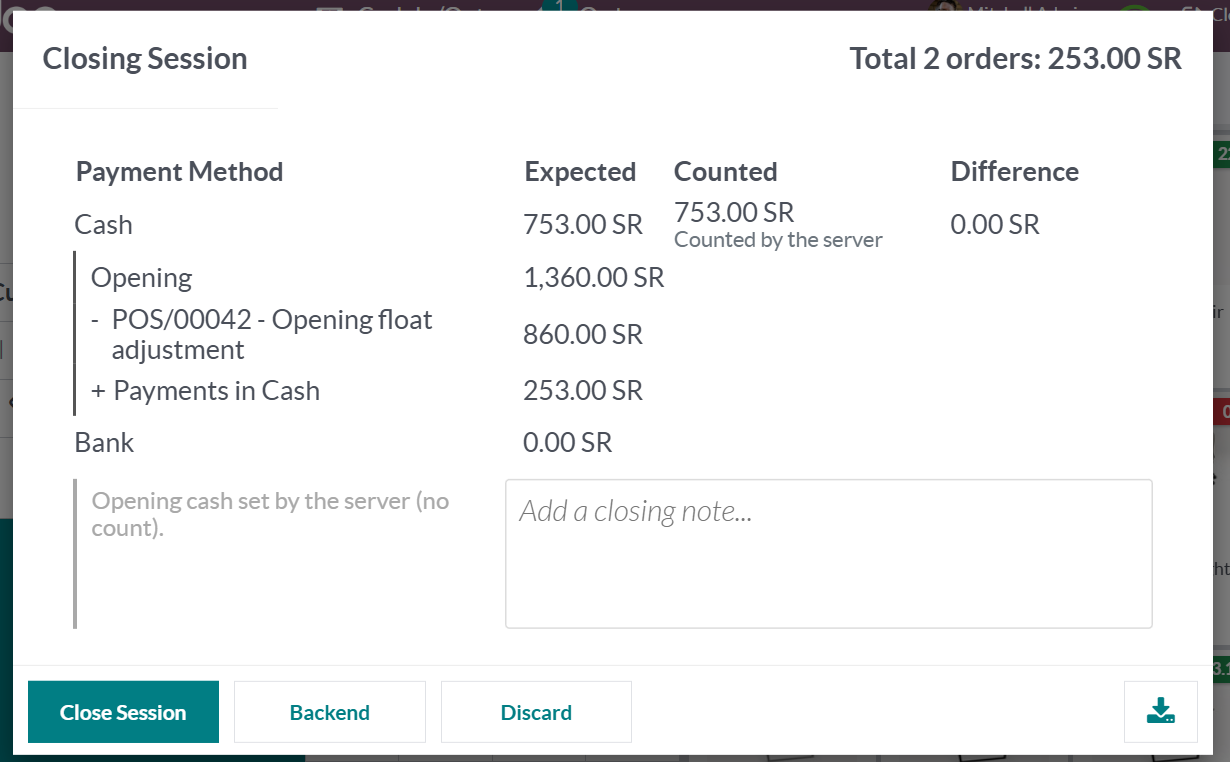 Closing Session
Total 2 orders: 253.00 SR
Payment Method Expected Counted Difference
Cash 753.00 SR 753.00 SR 0.00 SR
Counted by the server
Opening 1,360.00 SR
- POS/00042 - Opening float
adjustment 860.00 SR
+ Payments in Cash 253.00 SR
Bank 0.00 SR
Opening cash set by the server (no
count).
Add a closing note...
Close Session Backend Discard